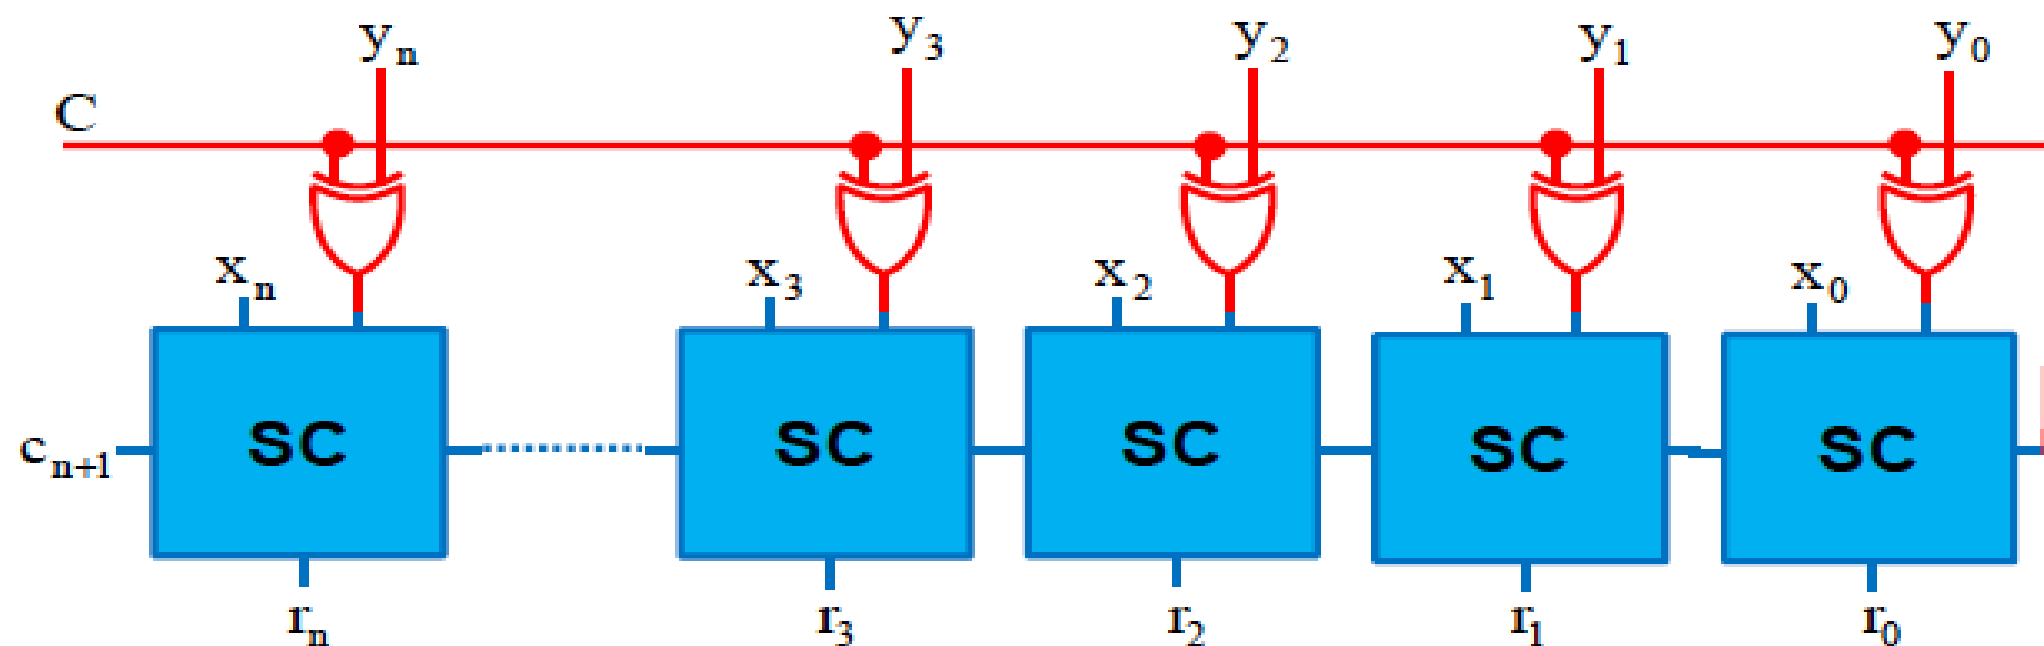 yn y3 y2 y1 y0
C
xn x3 x2 x1 x0
cn+1 SC SC SC SC SC
rn r3 r2 r1 r0